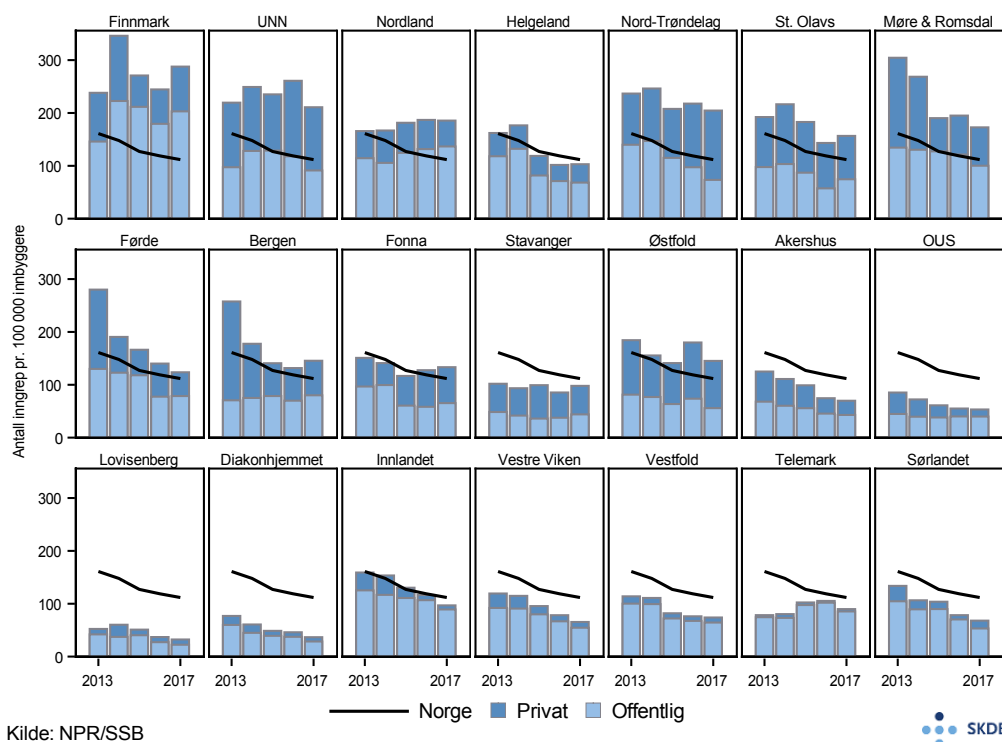 Finnmark UNN Nordland Helgeland Nord-Trøndelag St. Olavs Møre & Romsdal
300
200
100
0
Førde Bergen Fonna Stavanger Østfold Akershus OUS
300
200
100
0
Antall inngrep pr. 100 000 innbyggere
Lovisenberg Diakonhjemmet Innlandet Vestre Viken Vestfold Telemark Sørlandet
300
200
100
0
2013 2017 2013 2017 2013 2017 2013 2017 2013 2017 2013 2017 2013 2017
Norge Privat Offentlig
Kilde: NPR/SSB
SKDE